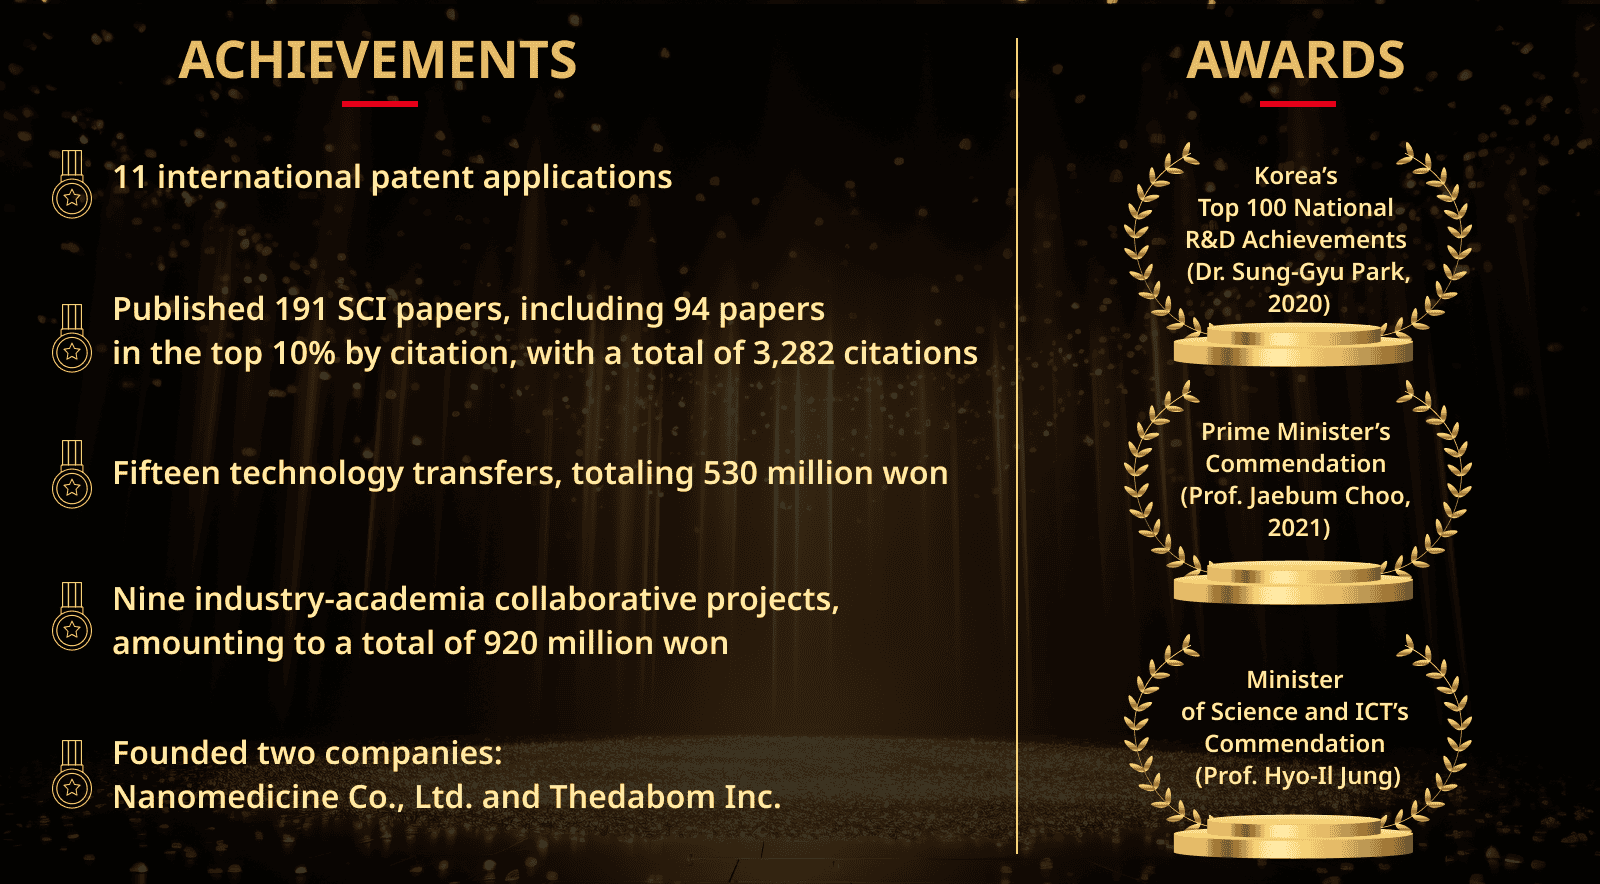 ACHIEVEMENTS
11 international patent applications
Published 191 SCI papers, including 94 papers
in the top 10% by citation, with a total of 3,282 citations
Fifteen technology transfers, totaling 530 million won
Nine industry-academia collaborative projects,
amounting to a total of 920 million won
Founded two companies:
Nanomedicine Co., Ltd. and Thedabom Inc.
AWARDS
Korea’s
Top 100 National
R&D Achievements
(Dr. Sung-Gyu Park,
2020)
Prime Minister’s
Commendation
(Prof. Jaebum Choo,
2021)
Minister
of Science and ICT’s
Commendation
(Prof. Hyo-Il Jung)